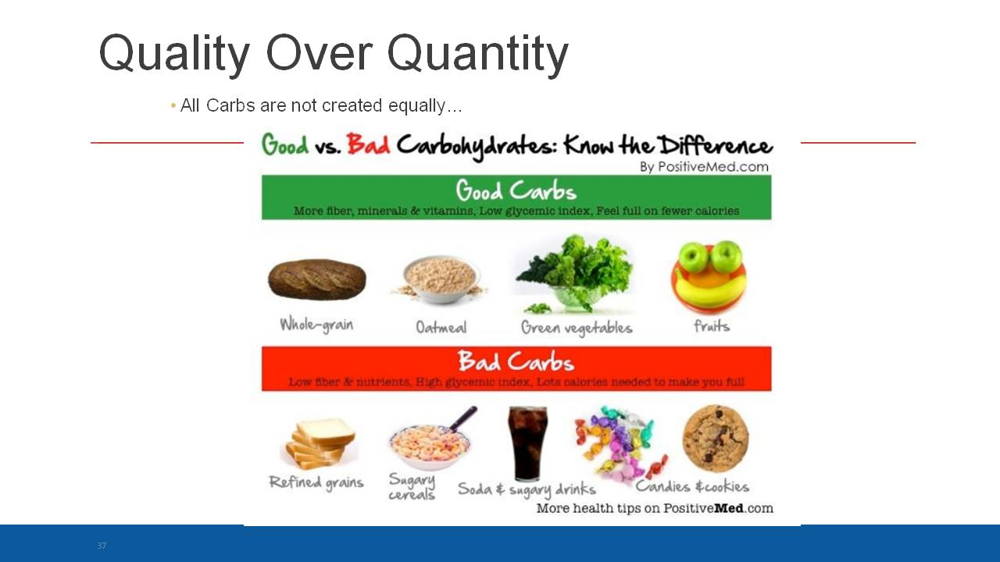 Quality Over Quantity
• All Carbs are not created equally...
Good vs. Bad Carbohydrates: Know the Difference
By PositiveMed.com
Good Carbs
More fiber, minerals & vitamins, Low glycemic index, Feel full on fewer calories
Whole-grain
Oatmeal
Green vegetables
fruits
Bad Carbs
Low fiber & nutrients, High glycemic index, Lots calories needed to make you full
Refined grains
Sugary
cereals
Soda & sugary drinks
Candies &cookies
More health tips on PositiveMed.com
37